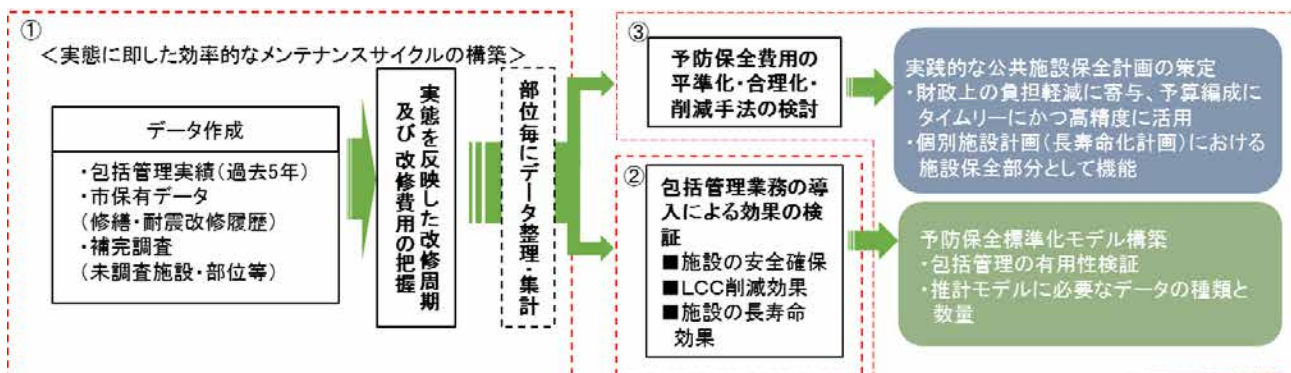 ①
＜実態に即した効率的なメンテナンスサイクルの構築＞
データ作成
・包括管理実績(過去5年)
・市保有データ
(修繕・耐震改修履歴)
・補完調査
(未調査施設・部位等)
実態を反映した改修周期
及び 改修費用の把握
部位毎にデータ整理・集計
③
予防保全費用の
平準化・合理化・
削減手法の検討
実践的な公共施設保全計画の策定
・財政上の負担軽減に寄与、予算編成に
タイムリーにかつ高精度に活用
・個別施設計画(長寿命化計画)における
施設保全部分として機能
②
包括管理業務の導
入による効果の検
証
■施設の安全確保
■LCC削減効果
■施設の長寿命
効果
予防保全標準化モデル構築
・包括管理の有用性検証
・推計モデルに必要なデータの種類と
数量